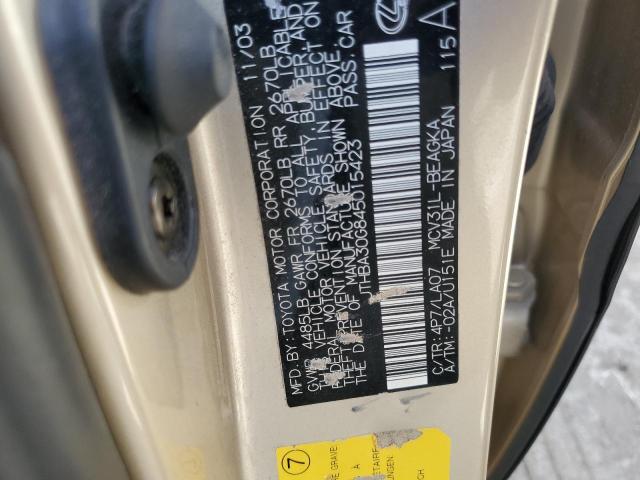 MFD. BY: TOYOTA MOTOR CORPORATION 11/03
GVWR 4485LB GAWR FR 2670LB RR 2670LB
THIS VEHICLE CONFORMS TO ALL APPLICABLE
FEDERAL MOTOR VEHICLE SAFETY, BUMPER, AND
THEFT PREVENTION STANDARDS IN EFFECT ON
THE DATE OF MANUFACTURE SHOWN ABOVE.
JTHBA30G845015423 PASS. CAR
C/TR: 4P7/LA07 MCV31L-BEAGKA
A/TM: -02A/U151E MADE IN JAPAN 115 A
7
A